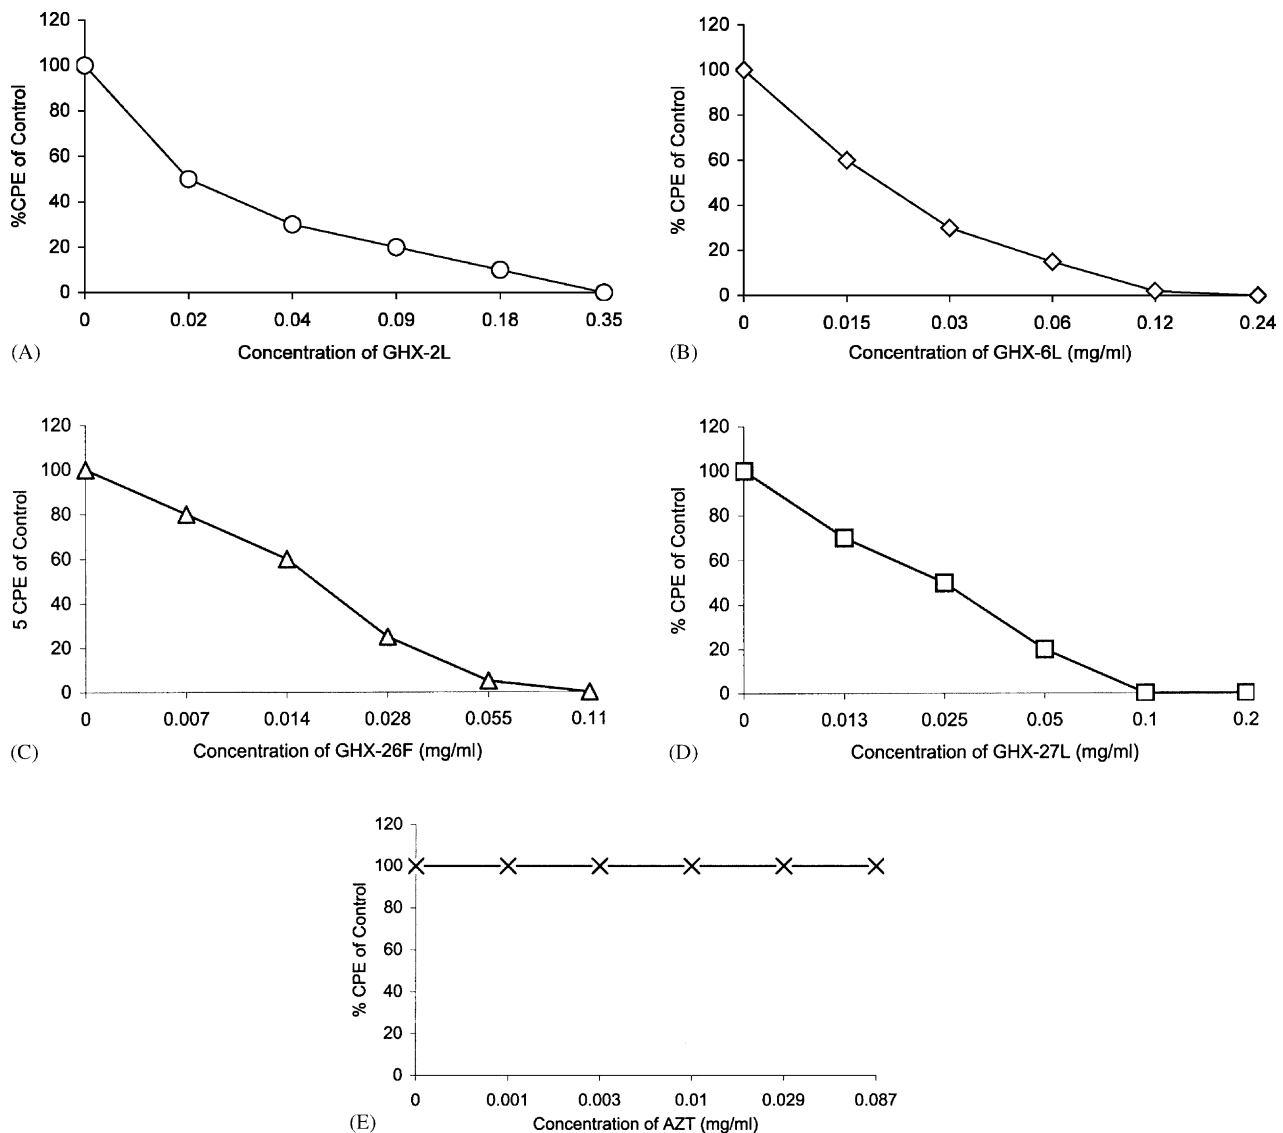 120
100
80
60
40
20
0
%CPE of Control
0 0.02 0.04 0.09 0.18 0.35
(A) Concentration of GHX-2L
120
100
80
60
40
20
0
% CPE of Control
0 0.015 0.03 0.06 0.12 0.24
(B) Concentration of GHX-6L (mg/ml)
120
100
80
60
40
20
0
5 CPE of Control
0 0.007 0.014 0.028 0.055 0.11
(C) Concentration of GHX-26F (mg/ml)
120
100
80
60
40
20
0
% CPE of Control
0 0.013 0.025 0.05 0.1 0.2
(D) Concentration of GHX-27L (mg/ml)
120
100
80
60
40
20
0
% CPE of Control
0 0.001 0.003 0.01 0.029 0.087
(E) Concentration of AZT (mg/ml)